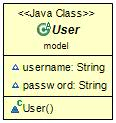 <<Java Class>>
User
model
username: String
password: String
User()